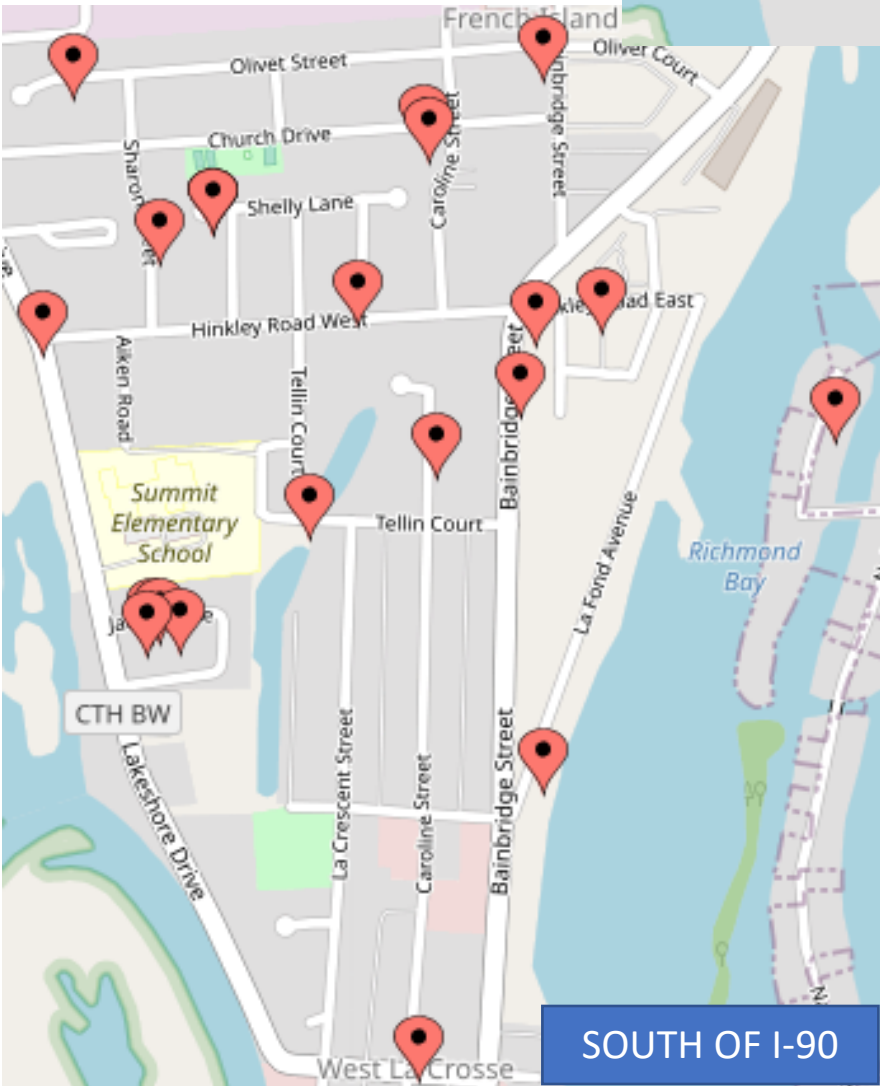 French Island
Oliver Court
Olivet Street
Church Drive
Caroline Street
Shelly Lane
Hinkley Road West
Aiken Road
Tellin Court
Bainbridge Street
Summit
Elementary
School
Tellin Court
Richmond
Bay
La Fond Avenue
CTH BW
Lakeshore Drive
La Crescent Street
Caroline Street
Bainbridge Street
West La Crosse
SOUTH OF I-90